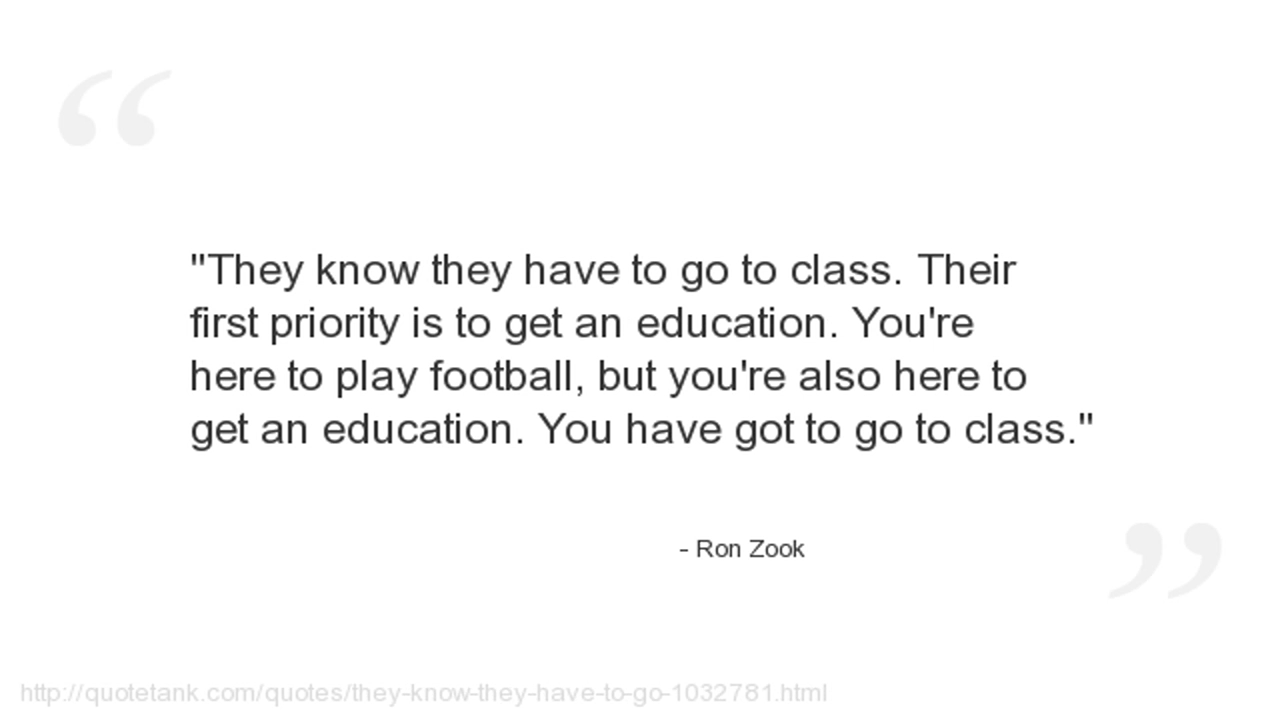 "They know they have to go to class. Their
first priority is to get an education. You're
here to play football, but you're also here to
get an education. You have got to go to class."
- Ron Zook
http://quotetank.com/quotes/they-know-they-have-to-go-1032781.html